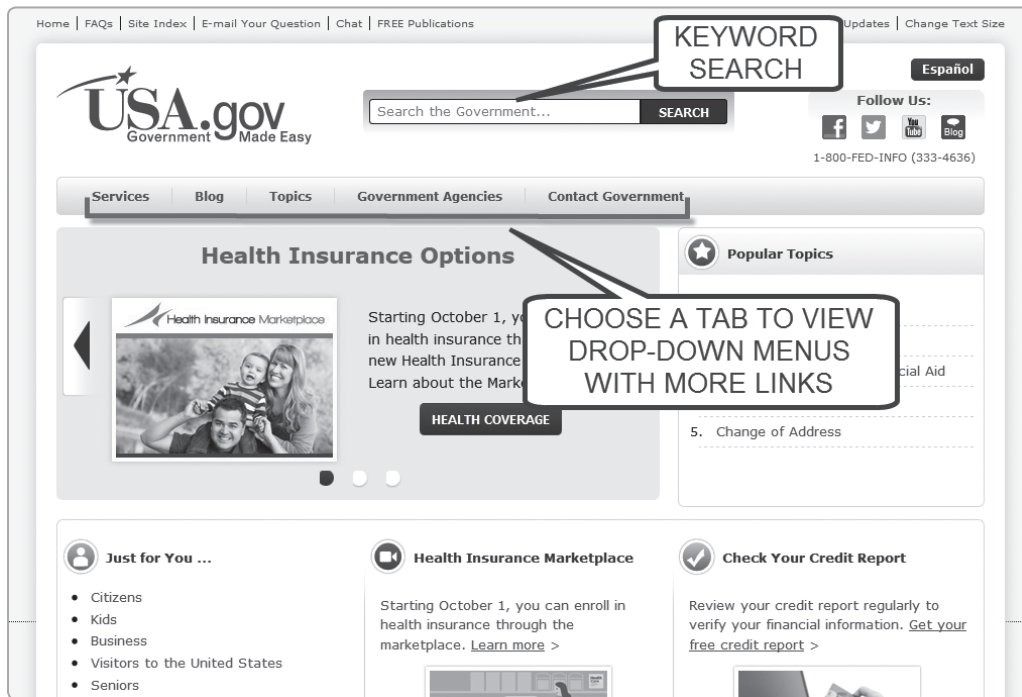 Home | FAQs | Site Index | E-mail Your Question | Chat | FREE Publications
Updates | Change Text Size
KEYWORD
SEARCH
Español
USA.gov
Government Made Easy
Search the Government...
SEARCH
Follow Us:
You
Tube
Blog
1-800-FED-INFO (333-4636)
Services
Blog
Topics
Government Agencies
Contact Government
Health Insurance Options
Popular Topics
Health Insurance Marketplace
Starting October 1,
in health insurance
new Health Insurance
Learn about the
HEALTH COVERAGE
CHOOSE A TAB TO VIEW
DROP-DOWN MENUS
WITH MORE LINKS
Aid
5. Change of Address
Just for You ...
• Citizens
• Kids
• Business
• Visitors to the United States
• Seniors
Health Insurance Marketplace
Starting October 1, you can enroll in
health insurance through the
marketplace. Learn more >
Check Your Credit Report
Review your credit report regularly to
verify your financial information. Get your
free credit report >